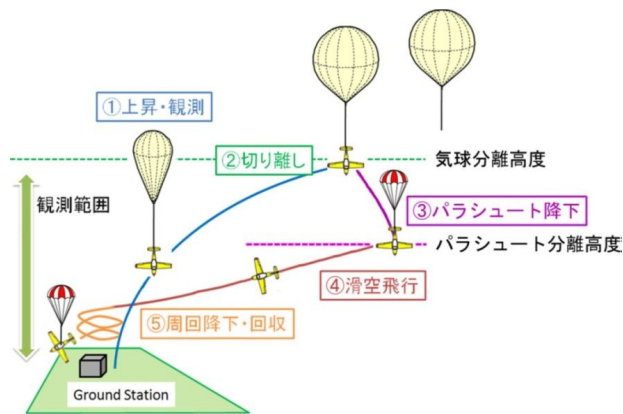 ①上昇・観測
②切り離し
気球分離高度
観測範囲
③パラシュート降下
パラシュート分離高度
④滑空飛行
⑤周回降下・回収
Ground Station